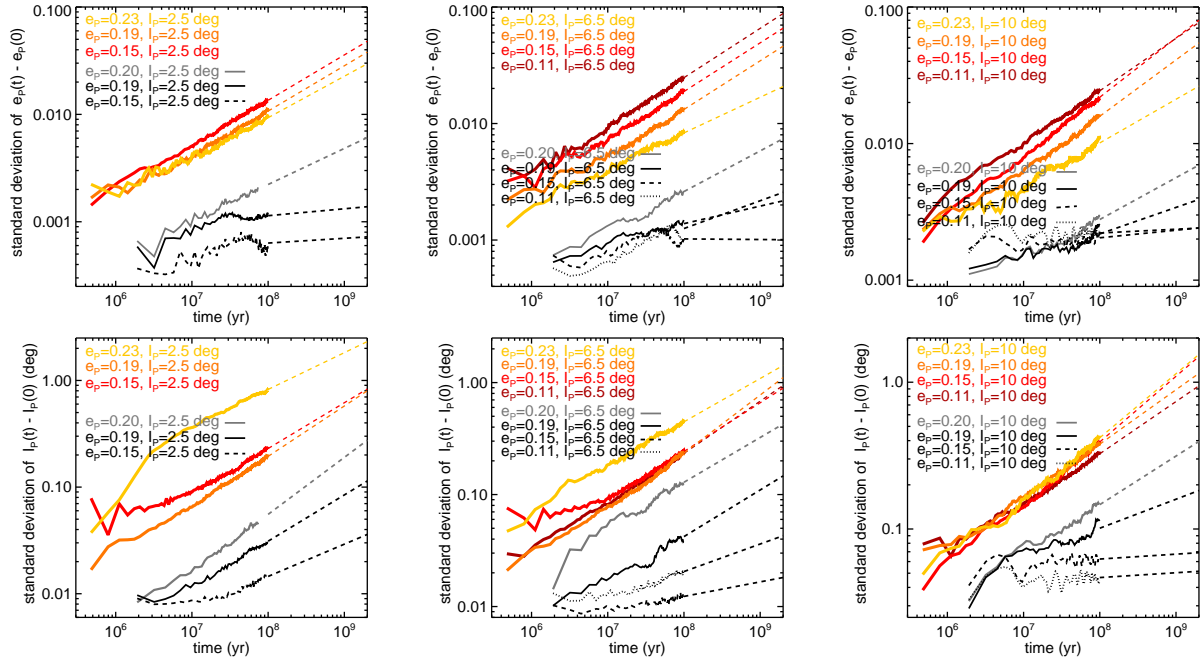 standard deviation of e_P(t) - e_P(0)
0.100
0.010
0.001
e_P=0.23, I_P=2.5 deg
e_P=0.19, I_P=2.5 deg
e_P=0.15, I_P=2.5 deg
e_P=0.20, I_P=2.5 deg
e_P=0.19, I_P=2.5 deg
e_P=0.15, I_P=2.5 deg
10^6 10^7 10^8 10^9
time (yr)
standard deviation of e_P(t) - e_P(0)
0.100
0.010
0.001
e_P=0.23, I_P=6.5 deg
e_P=0.19, I_P=6.5 deg
e_P=0.15, I_P=6.5 deg
e_P=0.11, I_P=6.5 deg
e_P=0.20, I_P=6.5 deg
e_P=0.19, I_P=6.5 deg
e_P=0.15, I_P=6.5 deg
e_P=0.11, I_P=6.5 deg
10^6 10^7 10^8 10^9
time (yr)
standard deviation of e_P(t) - e_P(0)
0.100
0.010
0.001
e_P=0.23, I_P=10 deg
e_P=0.19, I_P=10 deg
e_P=0.15, I_P=10 deg
e_P=0.11, I_P=10 deg
e_P=0.20, I_P=10 deg
e_P=0.19, I_P=10 deg
e_P=0.15, I_P=10 deg
e_P=0.11, I_P=10 deg
10^6 10^7 10^8 10^9
time (yr)
standard deviation of I_P(t) - I_P(0) (deg)
1.00
0.10
0.01
e_P=0.23, I_P=2.5 deg
e_P=0.19, I_P=2.5 deg
e_P=0.15, I_P=2.5 deg
e_P=0.20, I_P=2.5 deg
e_P=0.19, I_P=2.5 deg
e_P=0.15, I_P=2.5 deg
10^6 10^7 10^8 10^9
time (yr)
standard deviation of I_P(t) - I_P(0) (deg)
1.00
0.10
0.01
e_P=0.23, I_P=6.5 deg
e_P=0.19, I_P=6.5 deg
e_P=0.15, I_P=6.5 deg
e_P=0.11, I_P=6.5 deg
e_P=0.20, I_P=6.5 deg
e_P=0.19, I_P=6.5 deg
e_P=0.15, I_P=6.5 deg
e_P=0.11, I_P=6.5 deg
10^6 10^7 10^8 10^9
time (yr)
standard deviation of I_P(t) - I_P(0) (deg)
1.0
0.1
e_P=0.23, I_P=10 deg
e_P=0.19, I_P=10 deg
e_P=0.15, I_P=10 deg
e_P=0.11, I_P=10 deg
e_P=0.20, I_P=10 deg
e_P=0.19, I_P=10 deg
e_P=0.15, I_P=10 deg
e_P=0.11, I_P=10 deg
10^6 10^7 10^8 10^9
time (yr)